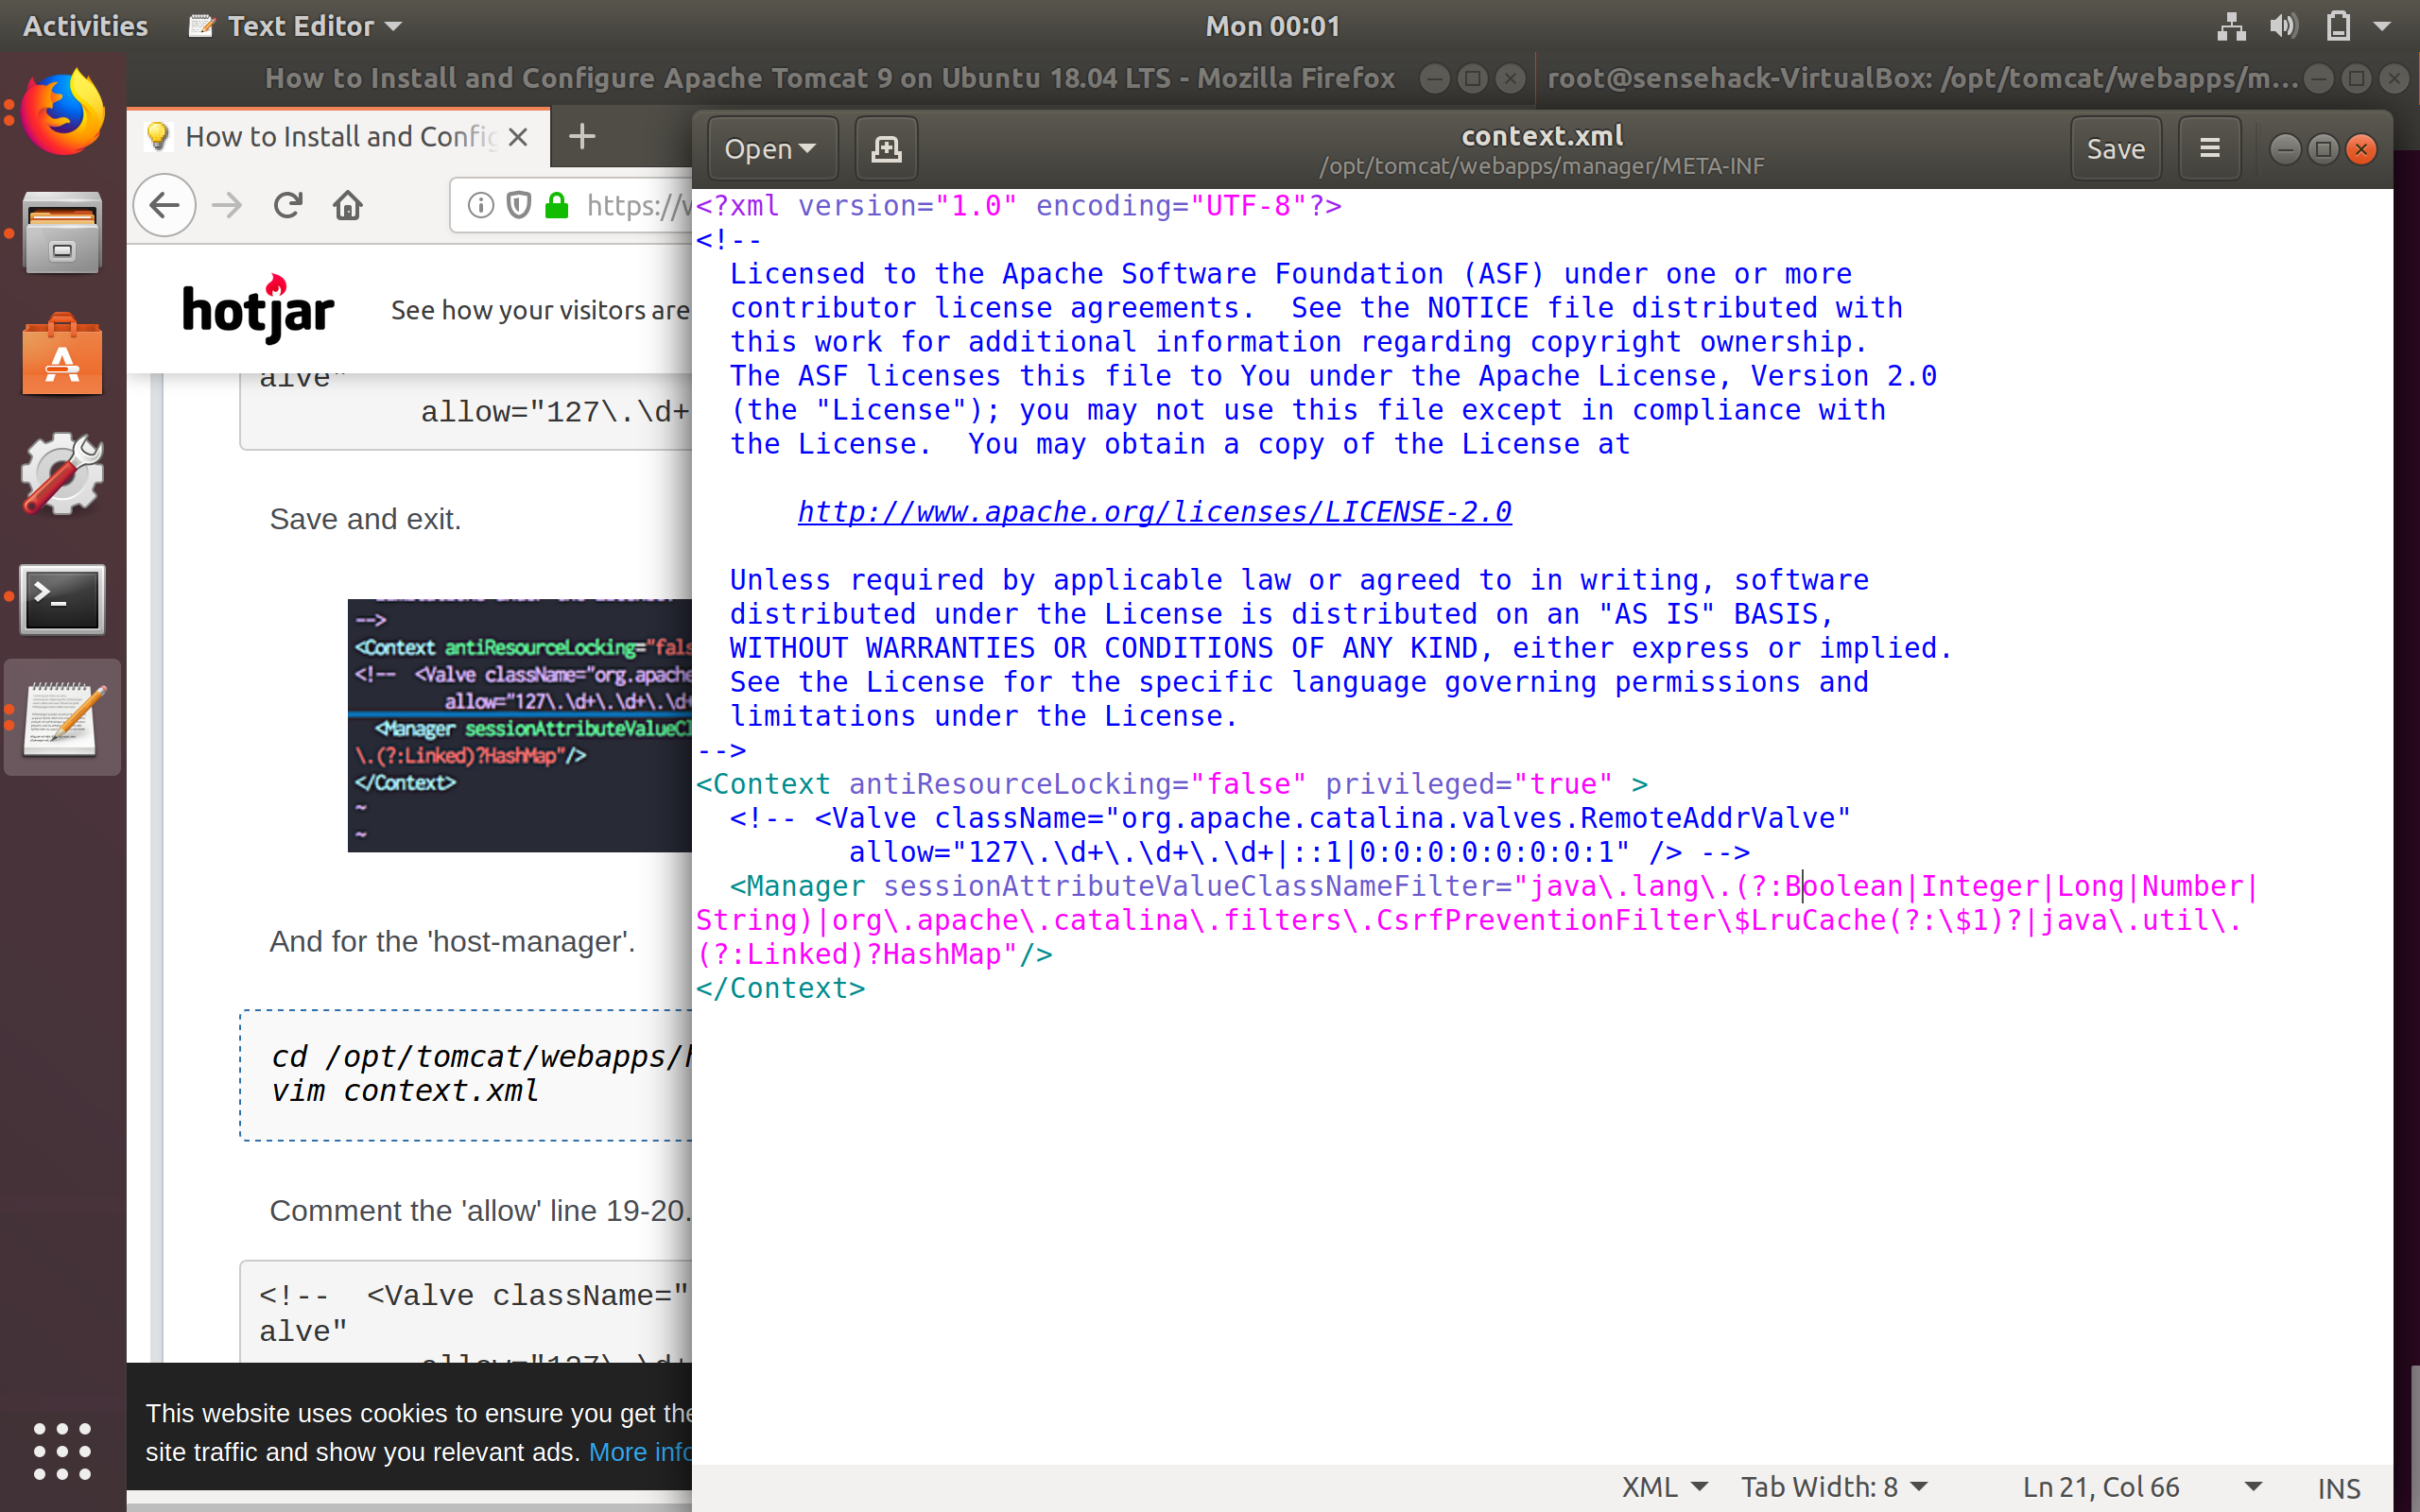 Activities
Text Editor
Mon 00:01
How to Install and Configure Apache Tomcat 9 on Ubuntu 18.04 LTS - Mozilla Firefox
root@sensehack-VirtualBox: /opt/tomcat/webapps/m...
How to Install and Config
https://
hotjar
See how your visitors are
alve"
allow="127\.\d+
Save and exit.
-->
<Context antiResourceLocking="fals
<!--  <Valve className="org.apache
allow="127\.\d+\.\d+\.\d+
<Manager sessionAttributeValueCl
\.(?:Linked)?HashMap"/>
</Context>
~
~
And for the 'host-manager'.
cd /opt/tomcat/webapps/h
vim context.xml
Comment the 'allow' line 19-20.
<!--  <Valve className="
alve"
allow="127\.\d+
This website uses cookies to ensure you get the
site traffic and show you relevant ads. More info
Open
context.xml
/opt/tomcat/webapps/manager/META-INF
Save
<?xml version="1.0" encoding="UTF-8"?>
<!--
  Licensed to the Apache Software Foundation (ASF) under one or more
  contributor license agreements.  See the NOTICE file distributed with
  this work for additional information regarding copyright ownership.
  The ASF licenses this file to You under the Apache License, Version 2.0
  (the "License"); you may not use this file except in compliance with
  the License.  You may obtain a copy of the License at
      http://www.apache.org/licenses/LICENSE-2.0
  Unless required by applicable law or agreed to in writing, software
  distributed under the License is distributed on an "AS IS" BASIS,
  WITHOUT WARRANTIES OR CONDITIONS OF ANY KIND, either express or implied.
  See the License for the specific language governing permissions and
  limitations under the License.
-->
<Context antiResourceLocking="false" privileged="true" >
  <!-- <Valve className="org.apache.catalina.valves.RemoteAddrValve"
         allow="127\.\d+\.\d+\.\d+|::1|0:0:0:0:0:0:0:1" /> -->
  <Manager sessionAttributeValueClassNameFilter="java\.lang\.(?:Boolean|Integer|Long|Number|
String)|org\.apache\.catalina\.filters\.CsrfPreventionFilter\$LruCache(?:\$1)?|java\.util\.
(?:Linked)?HashMap"/>
</Context>
XML
Tab Width: 8
Ln 21, Col 66
INS